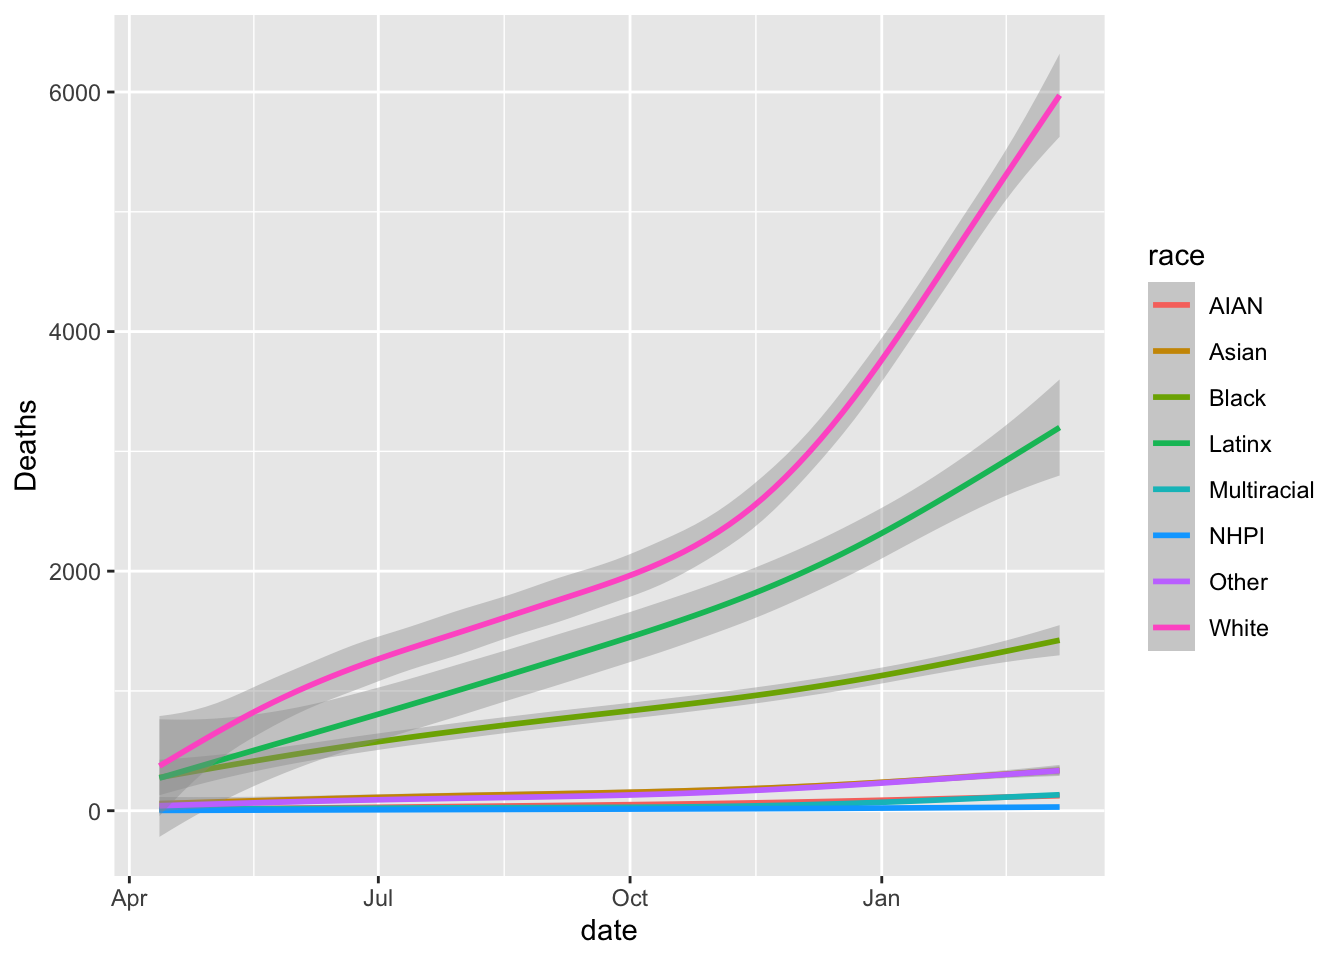 6000
4000
2000
0
Deaths
Apr
Jul
Oct
Jan
date
race
AIAN
Asian
Black
Latinx
Multiracial
NHPI
Other
White